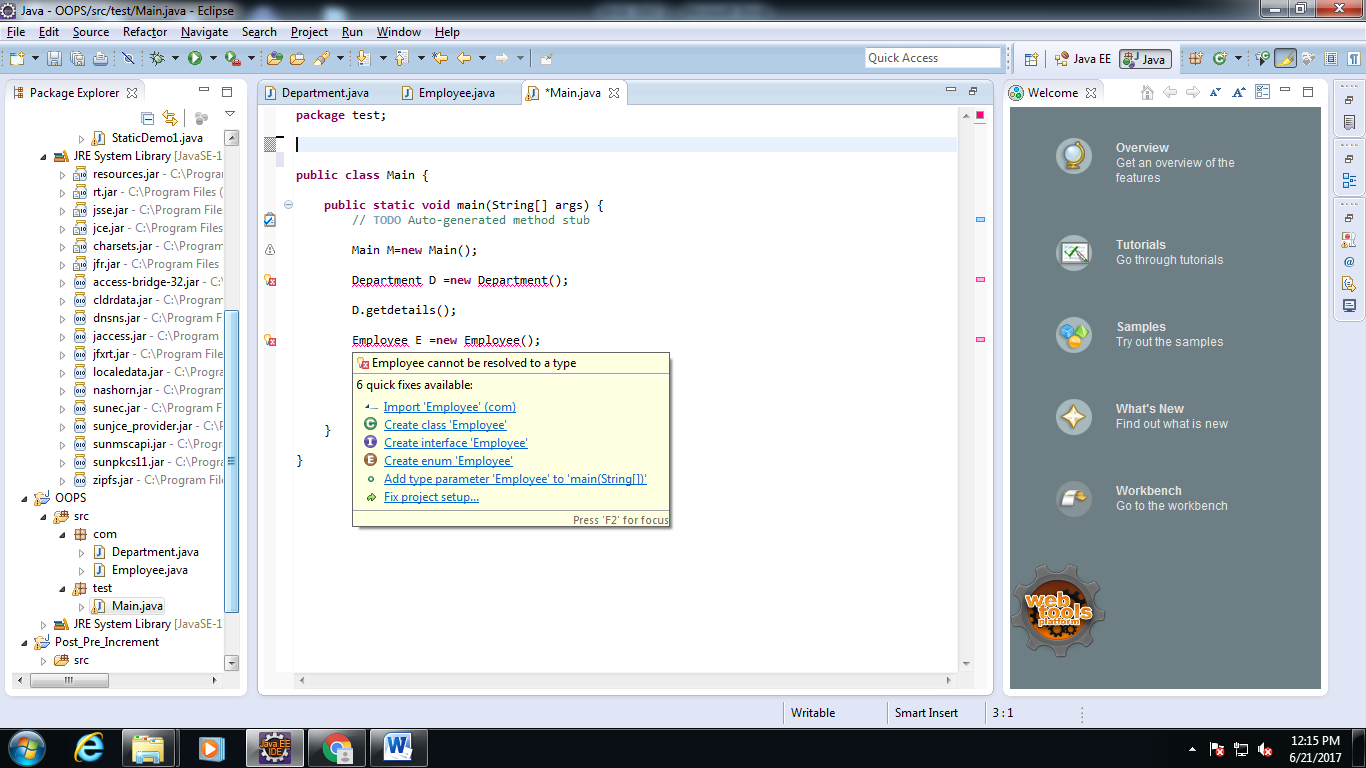 Java - OOPS/src/test/Main.java - Eclipse
File Edit Source Refactor Navigate Search Project Run Window Help
Quick Access
Java EE
Java
Package Explorer
StaticDemo1.java
JRE System Library [JavaSE-1
resources.jar - C:\Program
rt.jar - C:\Program Files (
jsse.jar - C:\Program File
jce.jar - C:\Program Files
charsets.jar - C:\Program
jfr.jar - C:\Program Files
access-bridge-32.jar - C:\
cldrdata.jar - C:\Program
dnsns.jar - C:\Program F
jaccess.jar - C:\Program
jfxrt.jar - C:\Program Files
localedata.jar - C:\Progra
nashorn.jar - C:\Program
sunec.jar - C:\Program F
sunjce_provider.jar - C:\P
sunmscapi.jar - C:\Progra
sunpkcs11.jar - C:\Progra
zipfs.jar - C:\Program File
OOPS
src
com
Department.java
Employee.java
test
Main.java
JRE System Library [JavaSE-1
Post_Pre_Increment
src
Department.java
Employee.java
*Main.java
package test;
public class Main {
public static void main(String[] args) {
// TODO Auto-generated method stub
Main M=new Main();
Department D =new Department();
D.getdetails();
Employee E =new Employee();
Employee cannot be resolved to a type
6 quick fixes available:
Import 'Employee' (com)
Create class 'Employee'
Create interface 'Employee'
Create enum 'Employee'
Add type parameter 'Employee' to 'main(String[])'
Fix project setup...
Press 'F2' for focus
}
}
Welcome
Overview
Get an overview of the
features
Tutorials
Go through tutorials
Samples
Try out the samples
What's New
Find out what is new
Workbench
Go to the workbench
web
tools
platform
Writable
Smart Insert
3 : 1
Java EE
IDE
12:15 PM
6/21/2017